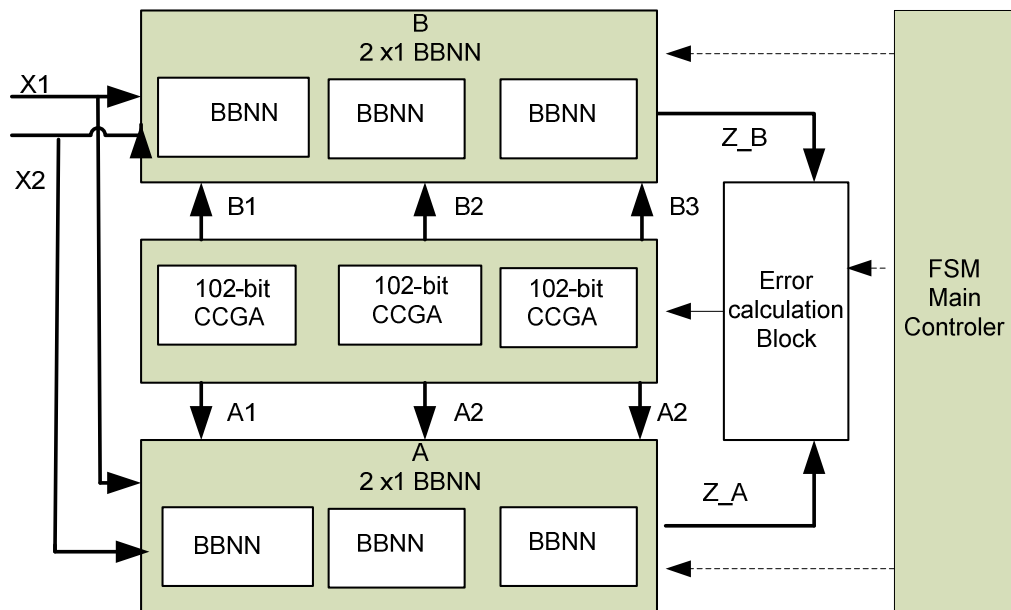 B
2 x1 BBNN
X1
BBNN
BBNN
BBNN
Z_B
X2
B1
B2
B3
102-bit
CCGA
102-bit
CCGA
102-bit
CCGA
Error
calculation
Block
FSM
Main
Controler
A1
A2
A2
A
2 x1 BBNN
Z_A
BBNN
BBNN
BBNN